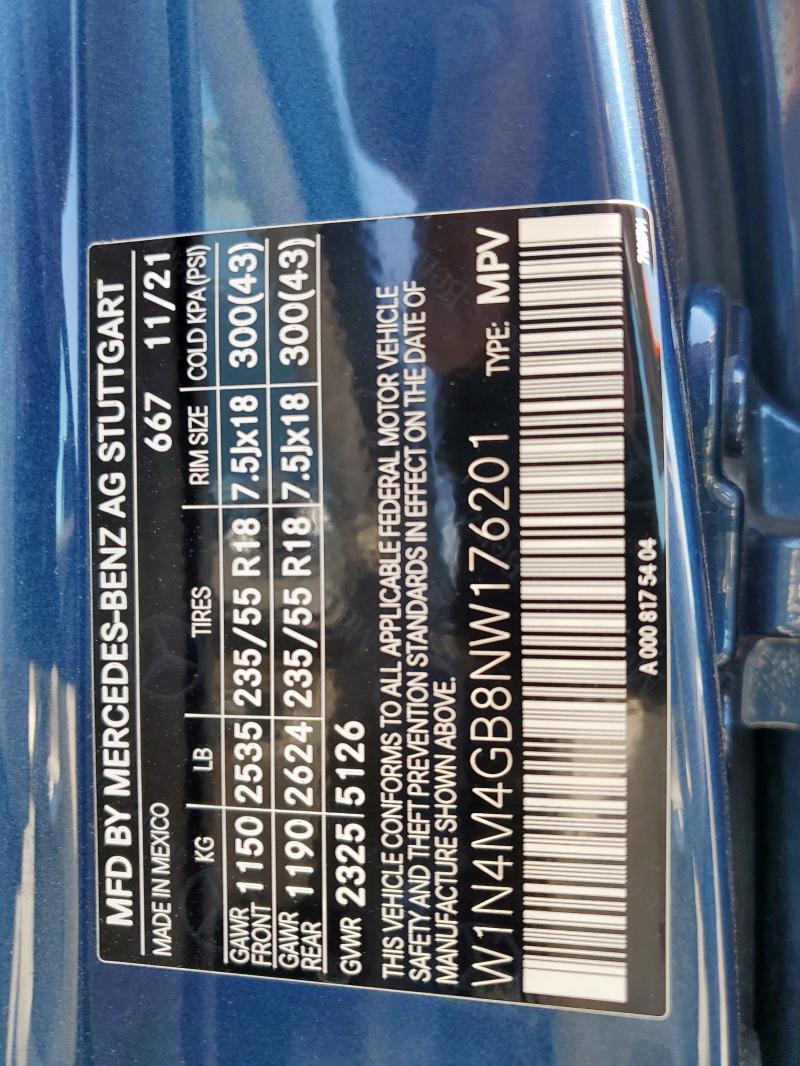 MFD BY MERCEDES-BENZ AG STUTTGART
MADE IN MEXICO 667 11/21
KG LB TIRES RIM SIZE COLD KPA (PSI)
GAWR FRONT 1150 2535 235/55 R18 7.5Jx18 300(43)
GAWR REAR 1190 2624 235/55 R18 7.5Jx18 300(43)
GVWR 2325 5126
THIS VEHICLE CONFORMS TO ALL APPLICABLE FEDERAL MOTOR VEHICLE
SAFETY AND THEFT PREVENTION STANDARDS IN EFFECT ON THE DATE OF
MANUFACTURE SHOWN ABOVE.
W1N4M4GB8NW176201 TYPE: MPV
A 000 817 54 04